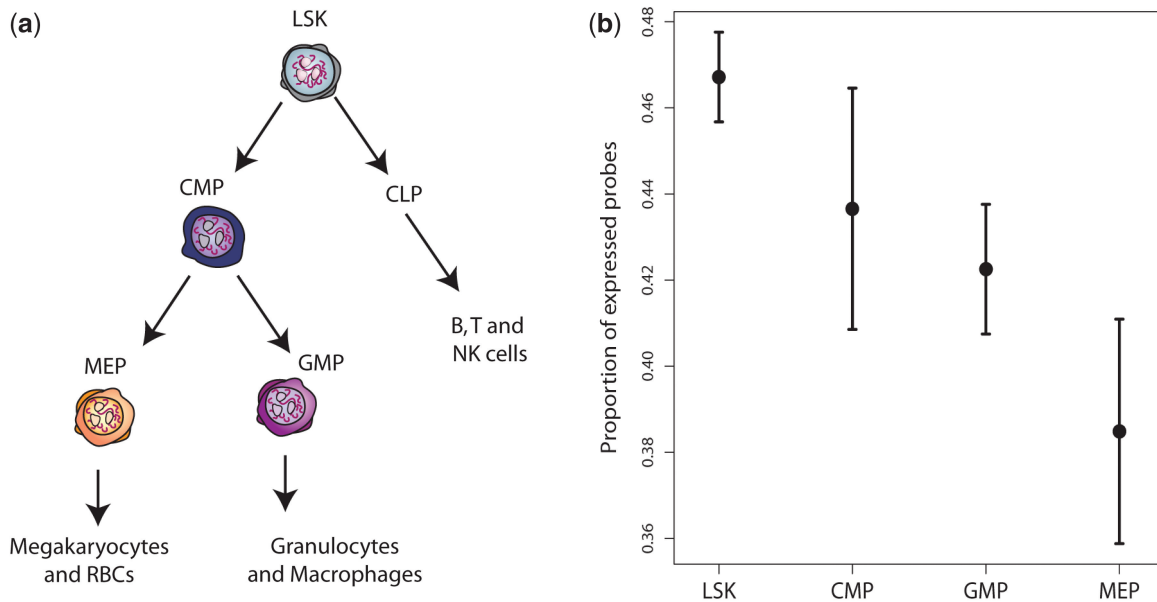 (a)
LSK
CMP
CLP
MEP
GMP
B, T and
NK cells
Megakaryocytes
and RBCs
Granulocytes
and Macrophages
(b)
Proportion of expressed probes
0.48
0.46
0.44
0.42
0.40
0.38
0.36
LSK
CMP
GMP
MEP